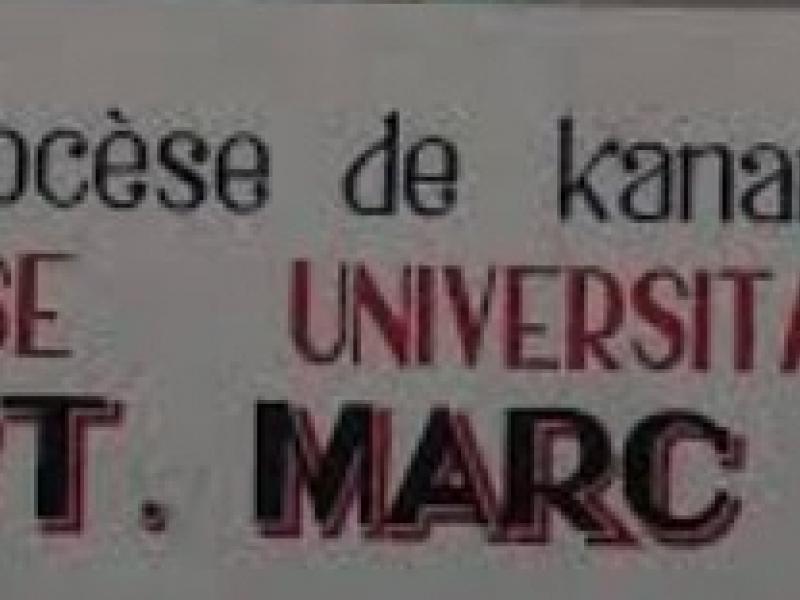 ocèse de kana
SE UNIVERSITA
T. MARC